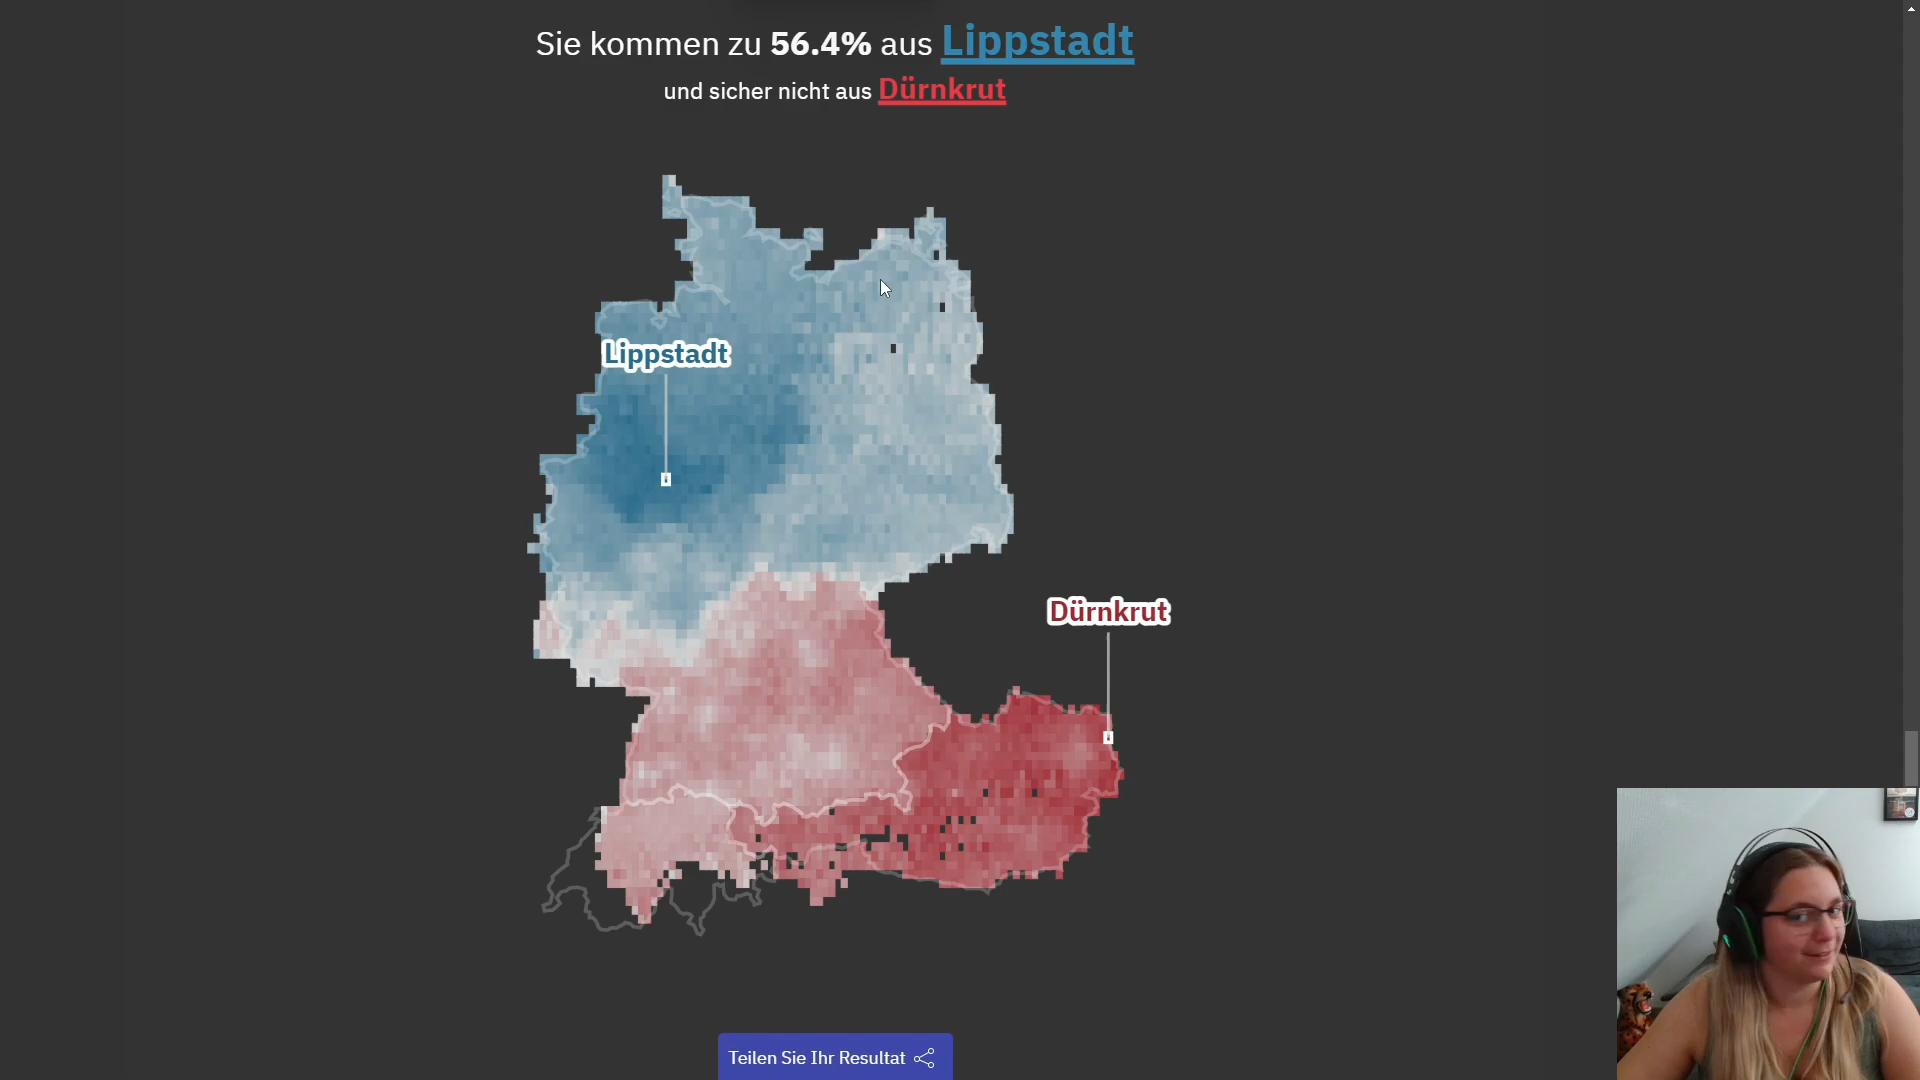 Sie kommen zu 56.4% aus Lippstadt
und sicher nicht aus Dürnkrut
Lippstadt
Dürnkrut
Teilen Sie Ihr Resultat